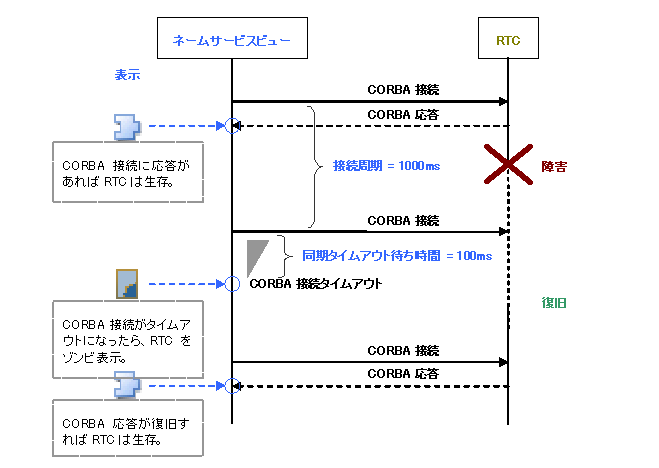 ネームサービスビュー
RTC
表示
CORBA 接続
CORBA 応答
CORBA 接続に応答が
あれば RTC は生存。
接続周期 = 1000ms
障害
CORBA 接続
同期タイムアウト待ち時間 = 100ms
CORBA 接続タイムアウト
復旧
CORBA 接続がタイムア
ウトになったら、RTC を
ゾンビ表示。
CORBA 接続
CORBA 応答
CORBA 応答が復旧す
れば RTC は生存。